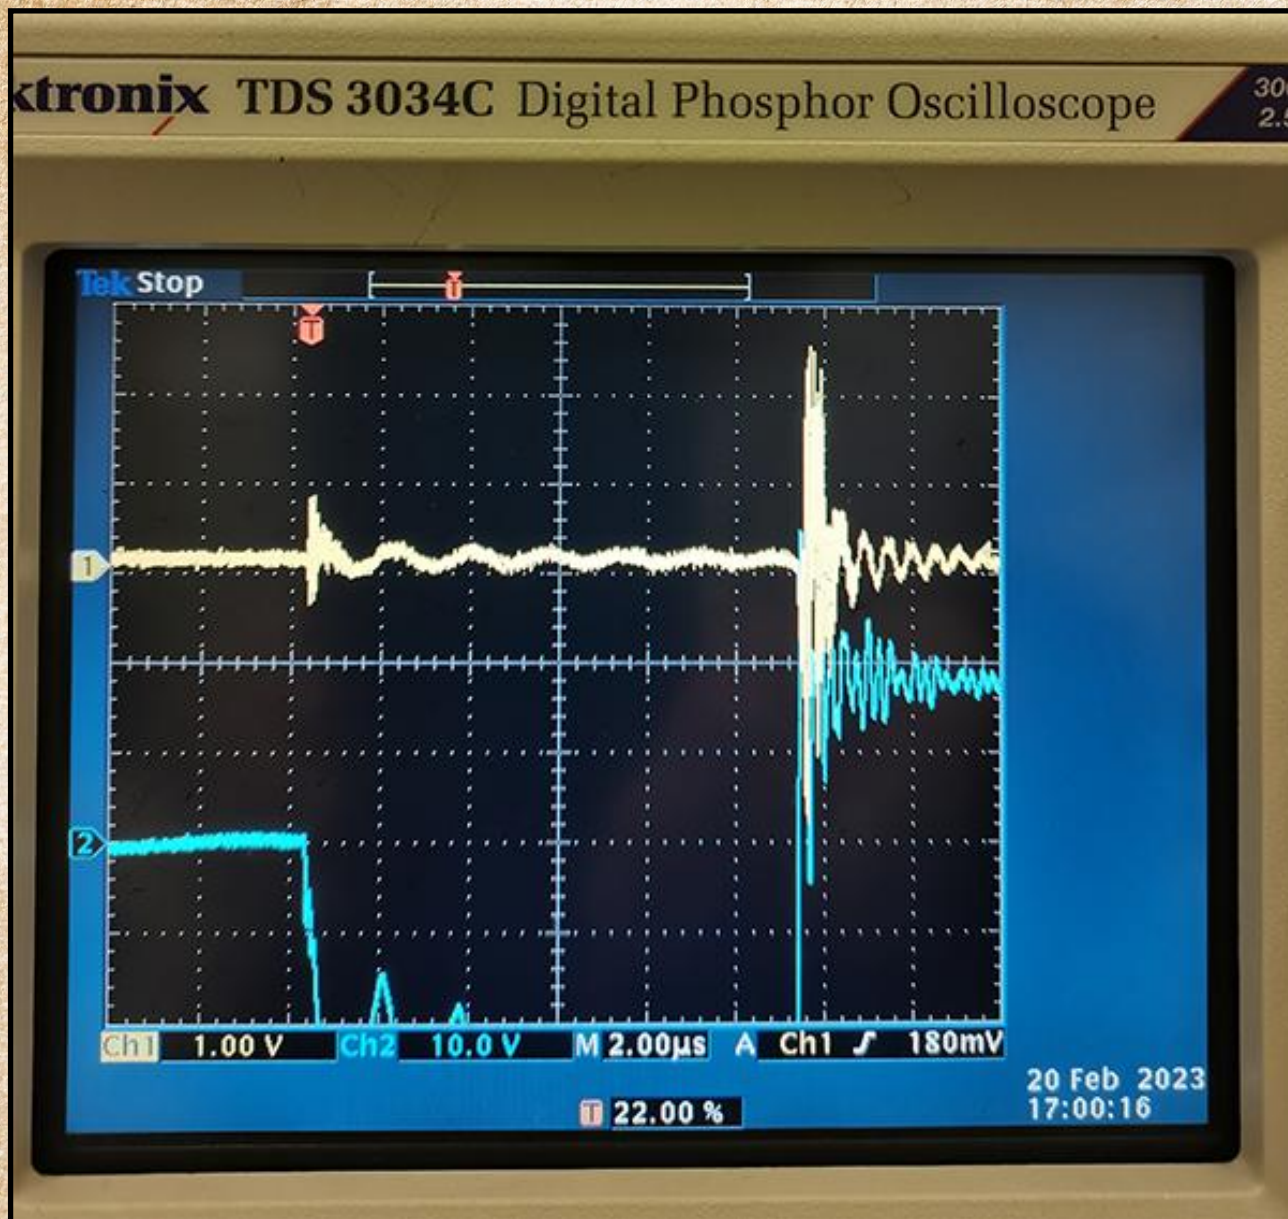 ktronix TDS 3034C Digital Phosphor Oscilloscope
Tek Stop
T
T
1
2
Ch1 1.00 V Ch2 10.0 V M 2.00µs A Ch1 180mV
20 Feb 2023
17:00:16
T 22.00 %